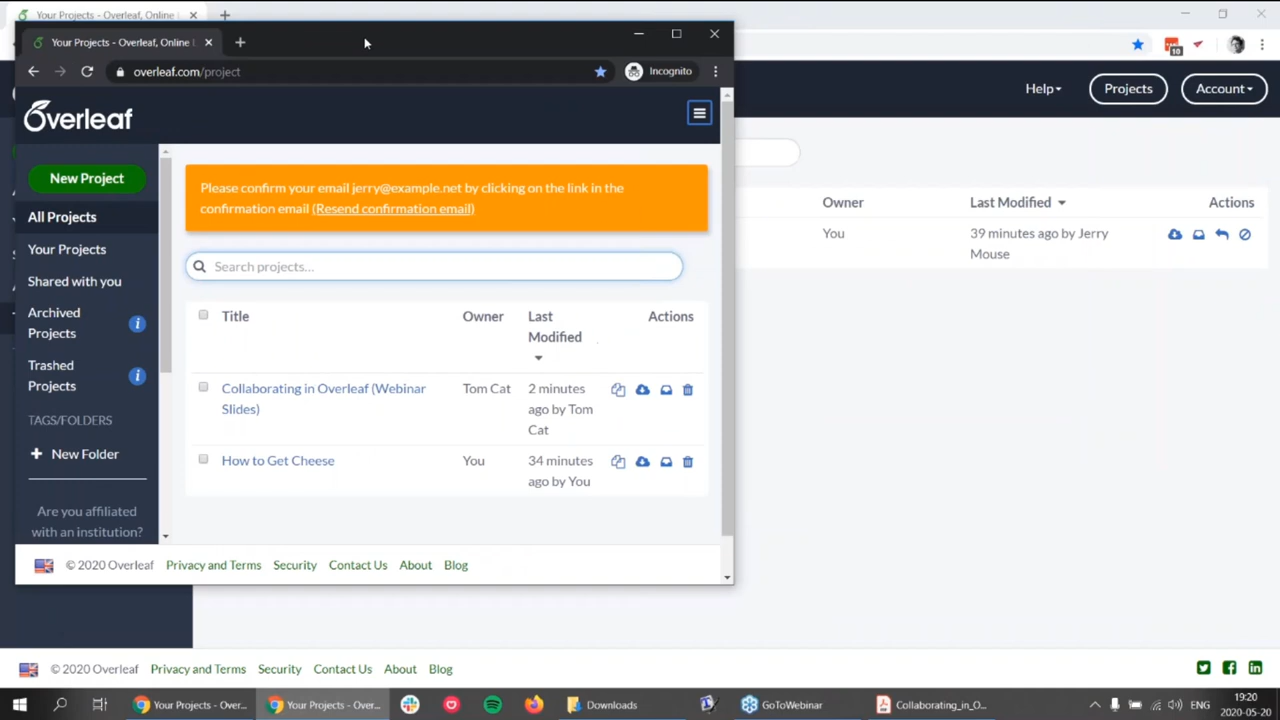 Your Projects - Overleaf, Online
Your Projects - Overleaf, Online
overleaf.com/project
Incognito
10
Overleaf
Help
Projects
Account
New Project
All Projects
Your Projects
Shared with you
Archived
Projects
Trashed
Projects
TAGS/FOLDERS
New Folder
Are you affiliated
with an institution?
Please confirm your email jerry@example.net by clicking on the link in the
confirmation email (Resend confirmation email)
Search projects...
Title
Owner
Last
Modified
Actions
Collaborating in Overleaf (Webinar
Slides)
Tom Cat
2 minutes
ago by Tom
Cat
How to Get Cheese
You
34 minutes
ago by You
© 2020 Overleaf
Privacy and Terms
Security
Contact Us
About
Blog
Owner
Last Modified
Actions
You
39 minutes ago by Jerry
Mouse
© 2020 Overleaf
Privacy and Terms
Security
Contact Us
About
Blog
Your Projects - Over...
Your Projects - Over...
Downloads
GoToWebinar
Collaborating_in_O...
ENG
19:20
2020-05-20